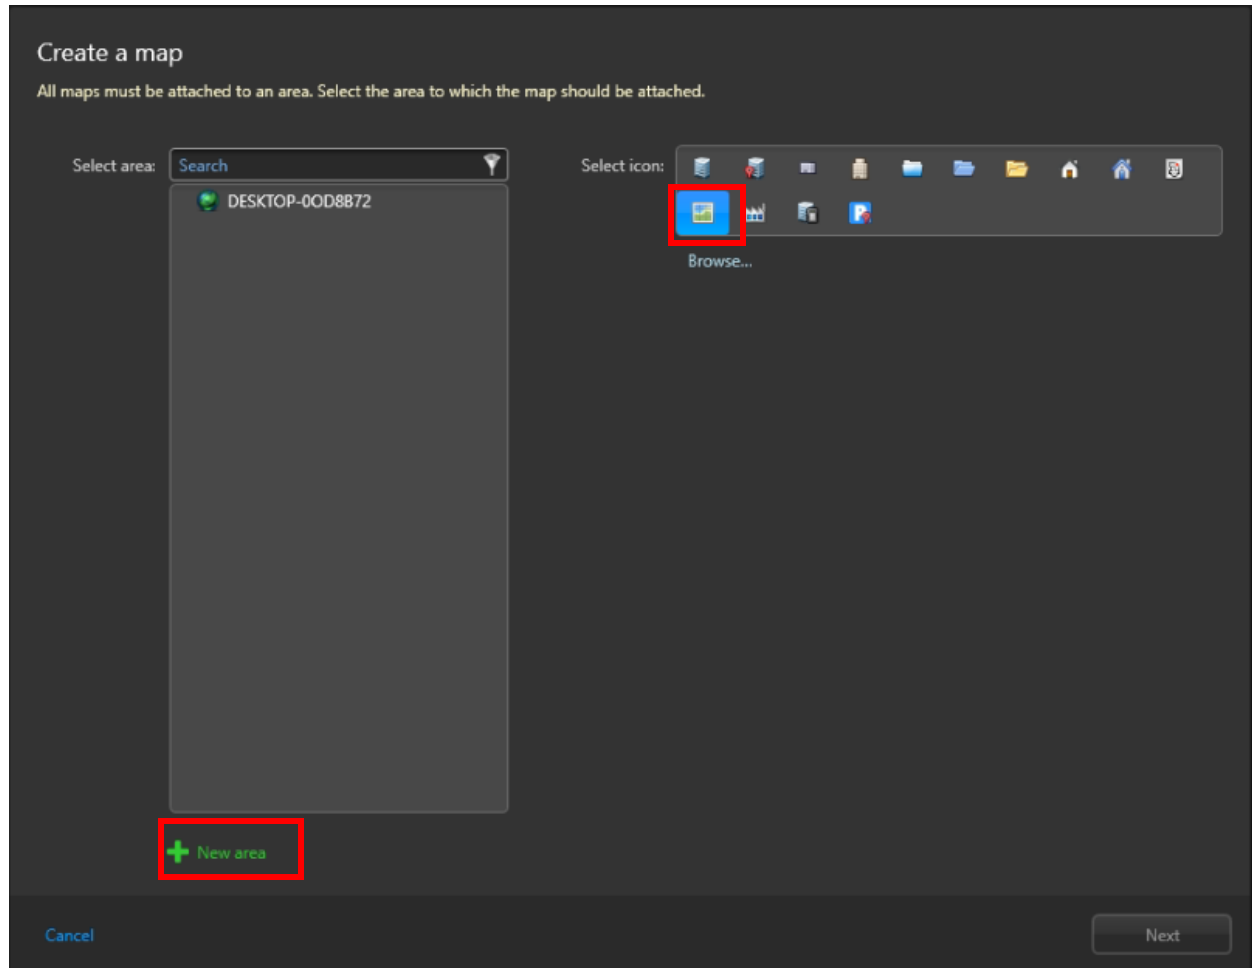 Create a map
All maps must be attached to an area. Select the area to which the map should be attached.
Select area:
Search
Select icon:
DESKTOP-0OD8B72
Browse...
New area
Cancel
Next